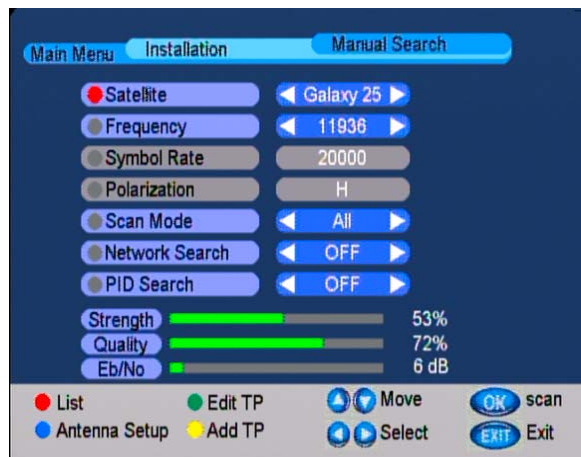 Main Menu Installation Manual Search
Satellite Galaxy 25
Frequency 11936
Symbol Rate 20000
Polarization H
Scan Mode All
Network Search OFF
PID Search OFF
Strength 53%
Quality 72%
Eb/No 6 dB
List Edit TP Move OK scan
Antenna Setup Add TP Select EXIT Exit